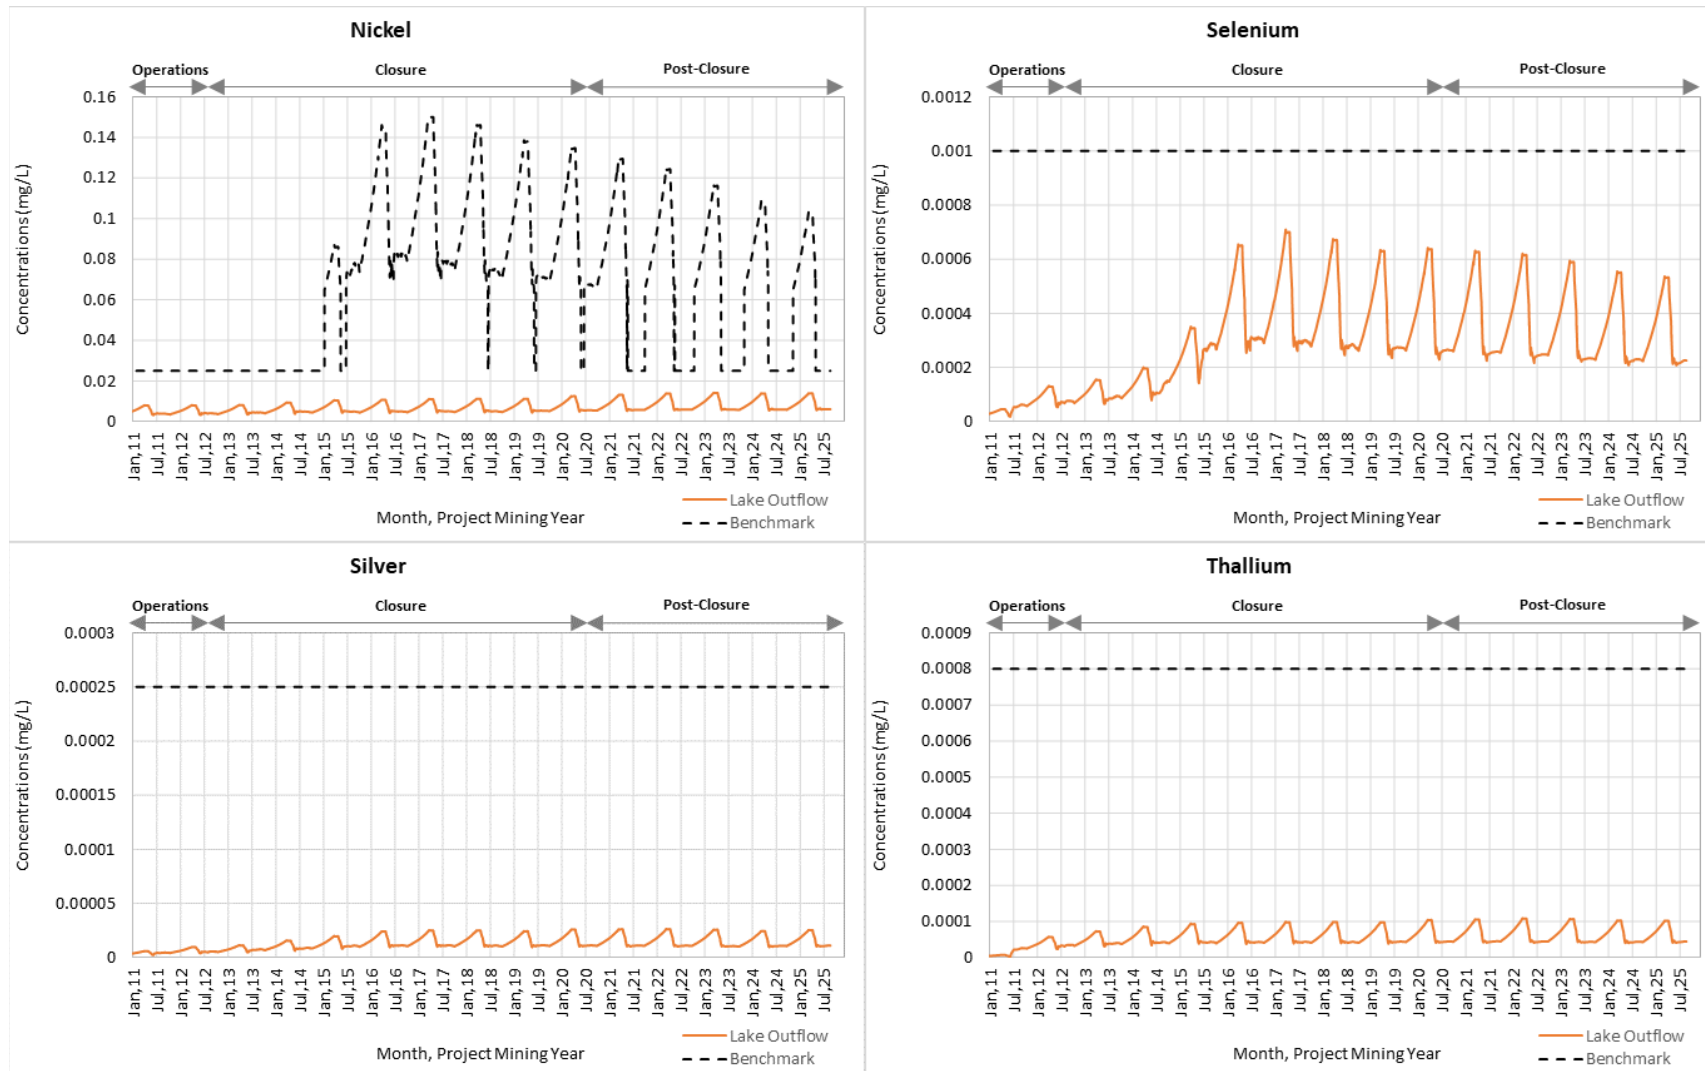 Nickel
Operations Closure Post-Closure
Concentrations (mg/L)
0.16
0.14
0.12
0.1
0.08
0.06
0.04
0.02
0
Jan,11 Jul,11 Jan,12 Jul,12 Jan,13 Jul,13 Jan,14 Jul,14 Jan,15 Jul,15 Jan,16 Jul,16 Jan,17 Jul,17 Jan,18 Jul,18 Jan,19 Jul,19 Jan,20 Jul,20 Jan,21 Jul,21 Jan,22 Jul,22 Jan,23 Jul,23 Jan,24 Jul,24 Jan,25 Jul,25
Lake Outflow
Month, Project Mining Year
Benchmark
Selenium
Operations Closure Post-Closure
Concentrations (mg/L)
0.0012
0.001
0.0008
0.0006
0.0004
0.0002
0
Jan,11 Jul,11 Jan,12 Jul,12 Jan,13 Jul,13 Jan,14 Jul,14 Jan,15 Jul,15 Jan,16 Jul,16 Jan,17 Jul,17 Jan,18 Jul,18 Jan,19 Jul,19 Jan,20 Jul,20 Jan,21 Jul,21 Jan,22 Jul,22 Jan,23 Jul,23 Jan,24 Jul,24 Jan,25 Jul,25
Lake Outflow
Month, Project Mining Year
Benchmark
Silver
Operations Closure Post-Closure
Concentrations (mg/L)
0.0003
0.00025
0.0002
0.00015
0.0001
0.00005
0
Jan,11 Jul,11 Jan,12 Jul,12 Jan,13 Jul,13 Jan,14 Jul,14 Jan,15 Jul,15 Jan,16 Jul,16 Jan,17 Jul,17 Jan,18 Jul,18 Jan,19 Jul,19 Jan,20 Jul,20 Jan,21 Jul,21 Jan,22 Jul,22 Jan,23 Jul,23 Jan,24 Jul,24 Jan,25 Jul,25
Lake Outflow
Month, Project Mining Year
Benchmark
Thallium
Operations Closure Post-Closure
Concentrations (mg/L)
0.0009
0.0008
0.0007
0.0006
0.0005
0.0004
0.0003
0.0002
0.0001
0
Jan,11 Jul,11 Jan,12 Jul,12 Jan,13 Jul,13 Jan,14 Jul,14 Jan,15 Jul,15 Jan,16 Jul,16 Jan,17 Jul,17 Jan,18 Jul,18 Jan,19 Jul,19 Jan,20 Jul,20 Jan,21 Jul,21 Jan,22 Jul,22 Jan,23 Jul,23 Jan,24 Jul,24 Jan,25 Jul,25
Lake Outflow
Month, Project Mining Year
Benchmark